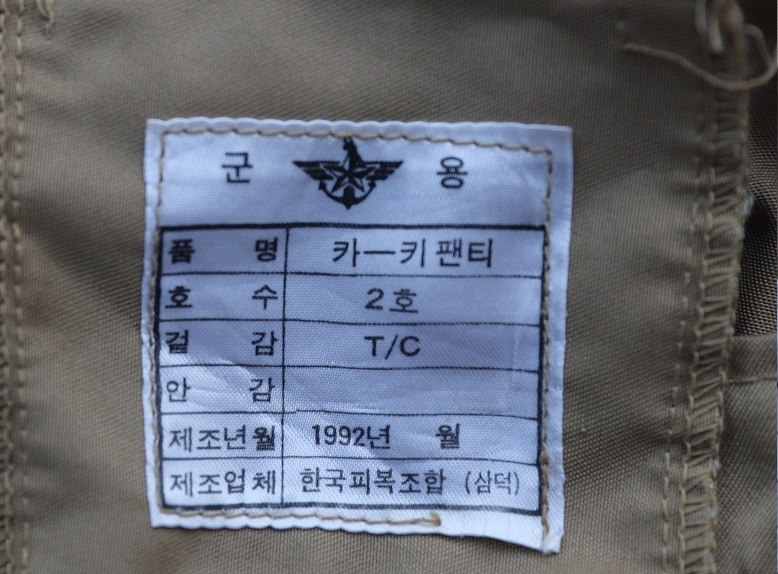 군 용
품 명 카—키팬티
호 수 2호
겉 감 T/C
안 감
제조년월 1992년 월
제조업체 한국피복조합 (삼덕)